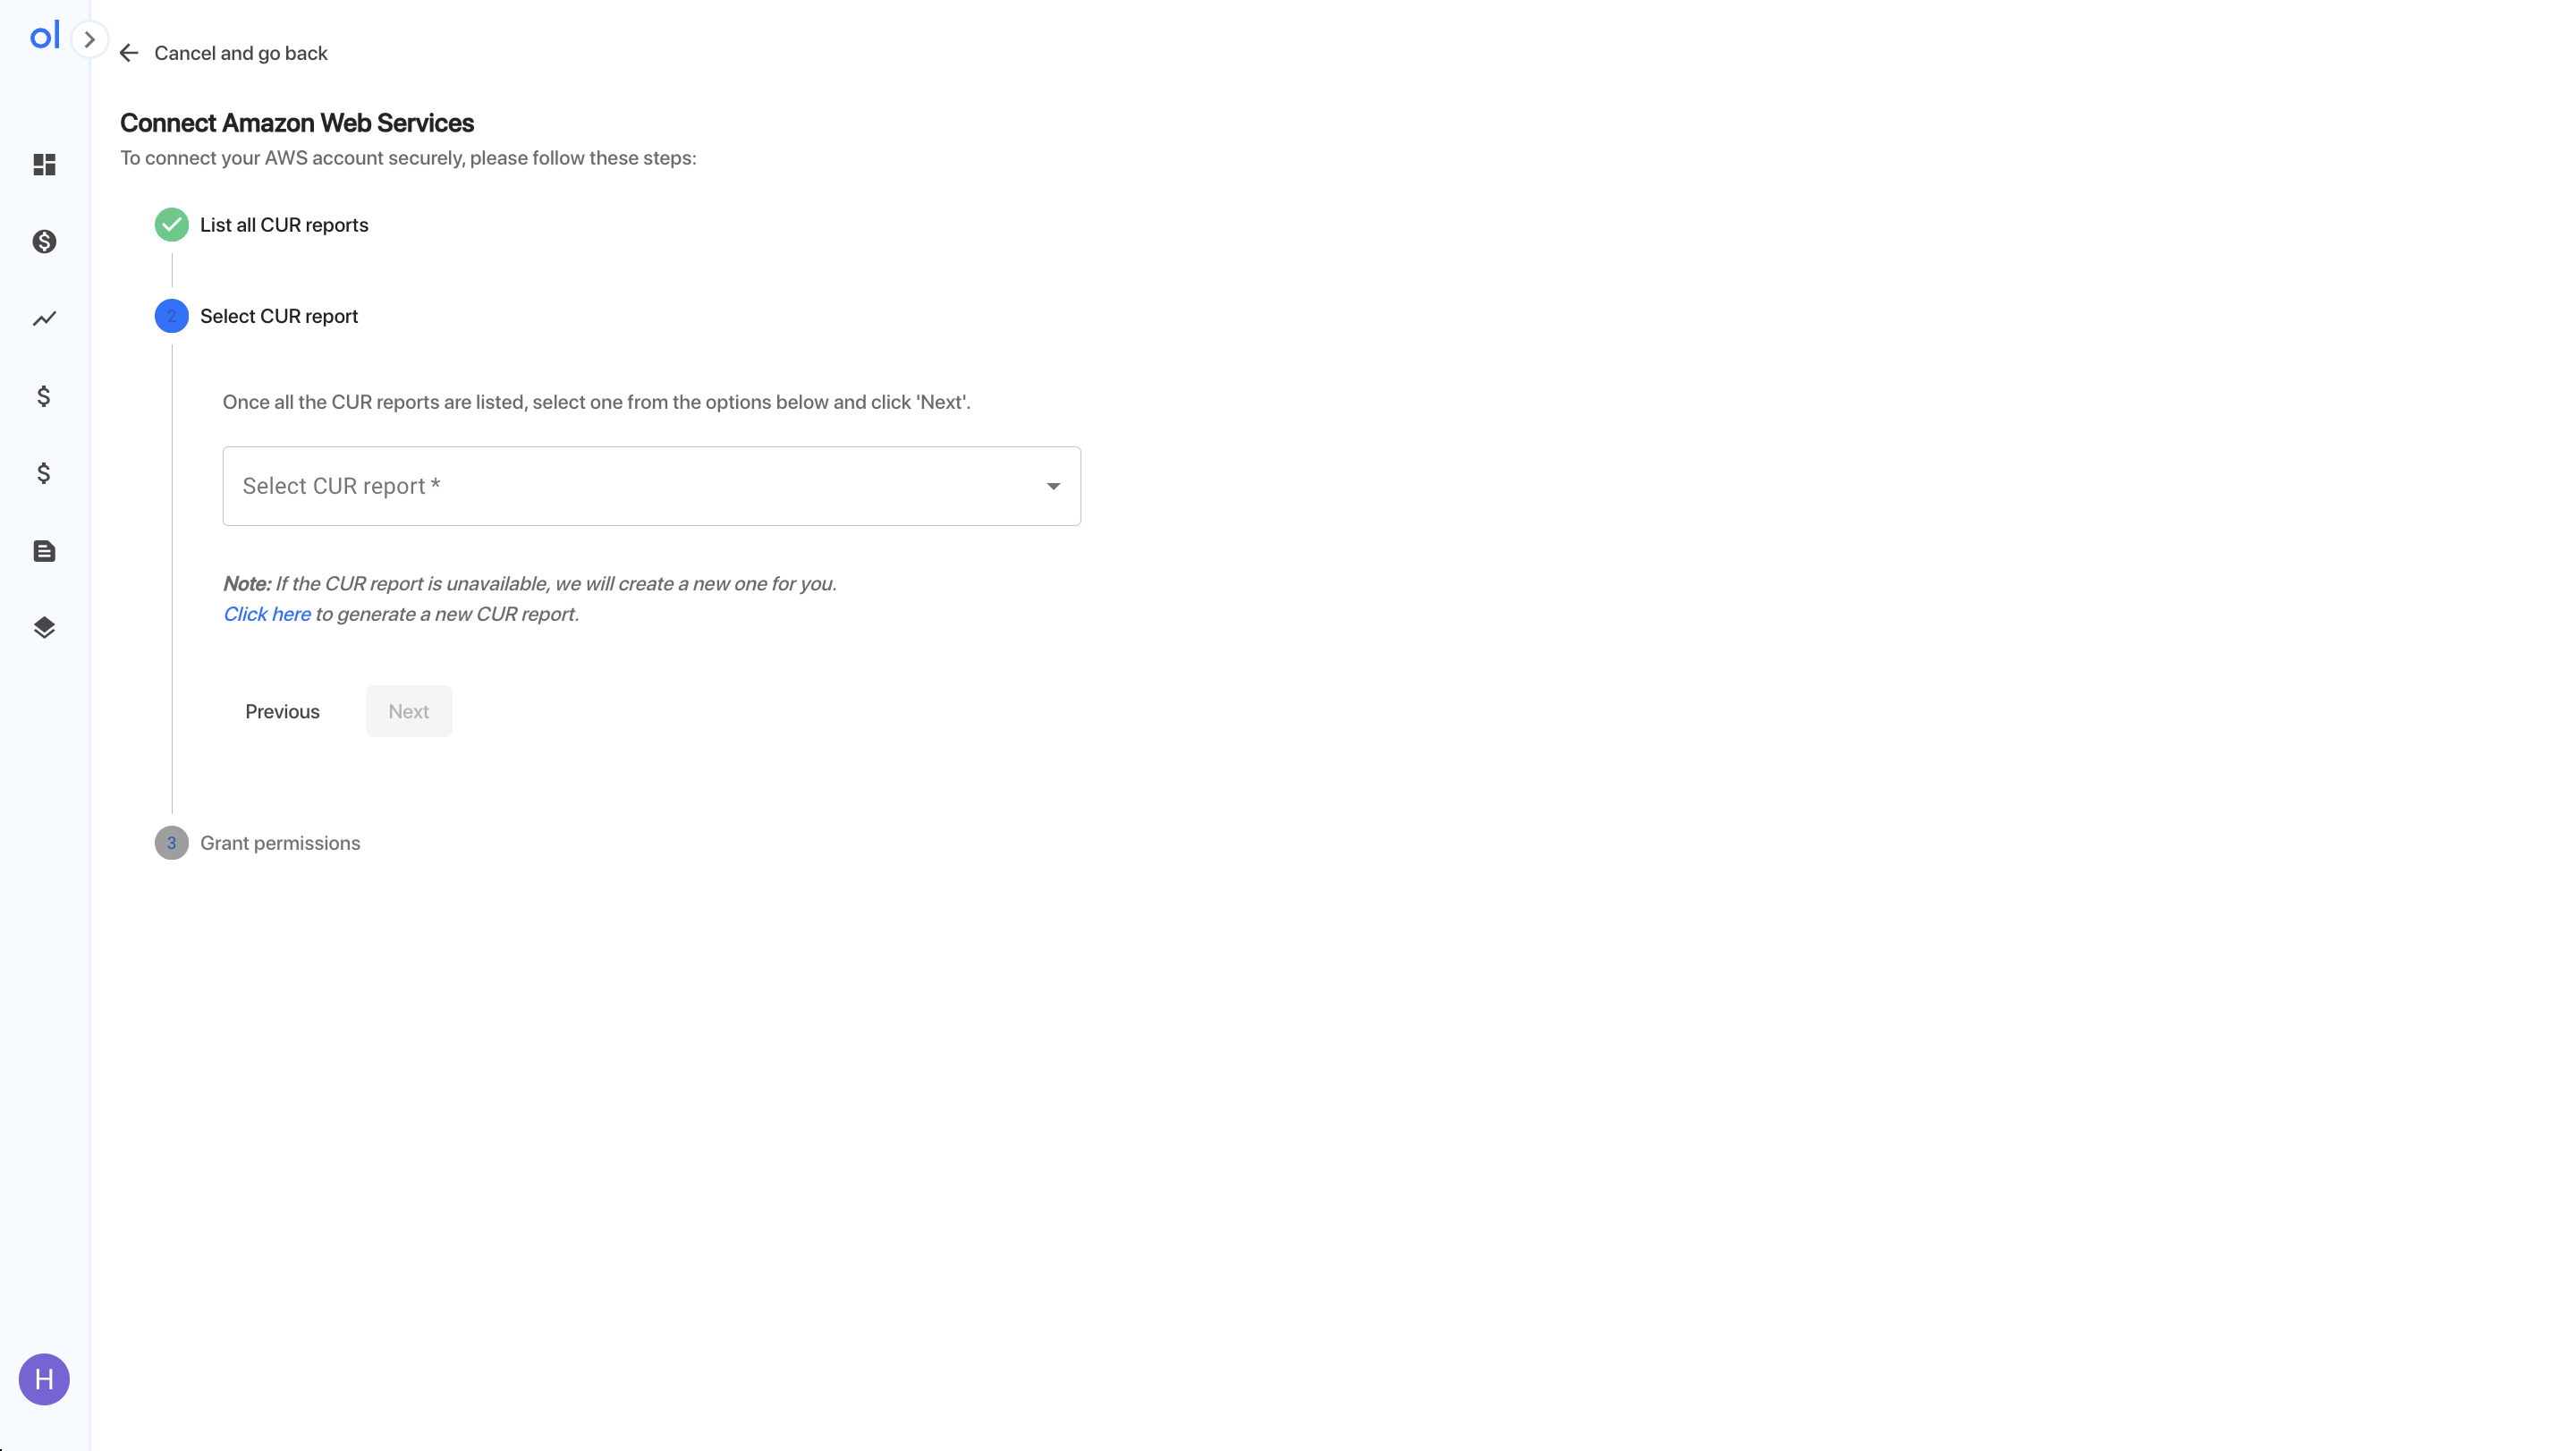 ol
Cancel and go back
Connect Amazon Web Services
To connect your AWS account securely, please follow these steps:
List all CUR reports
2 Select CUR report
Once all the CUR reports are listed, select one from the options below and click 'Next'.
Select CUR report *
Note: If the CUR report is unavailable, we will create a new one for you.
Click here to generate a new CUR report.
Previous Next
3 Grant permissions
H